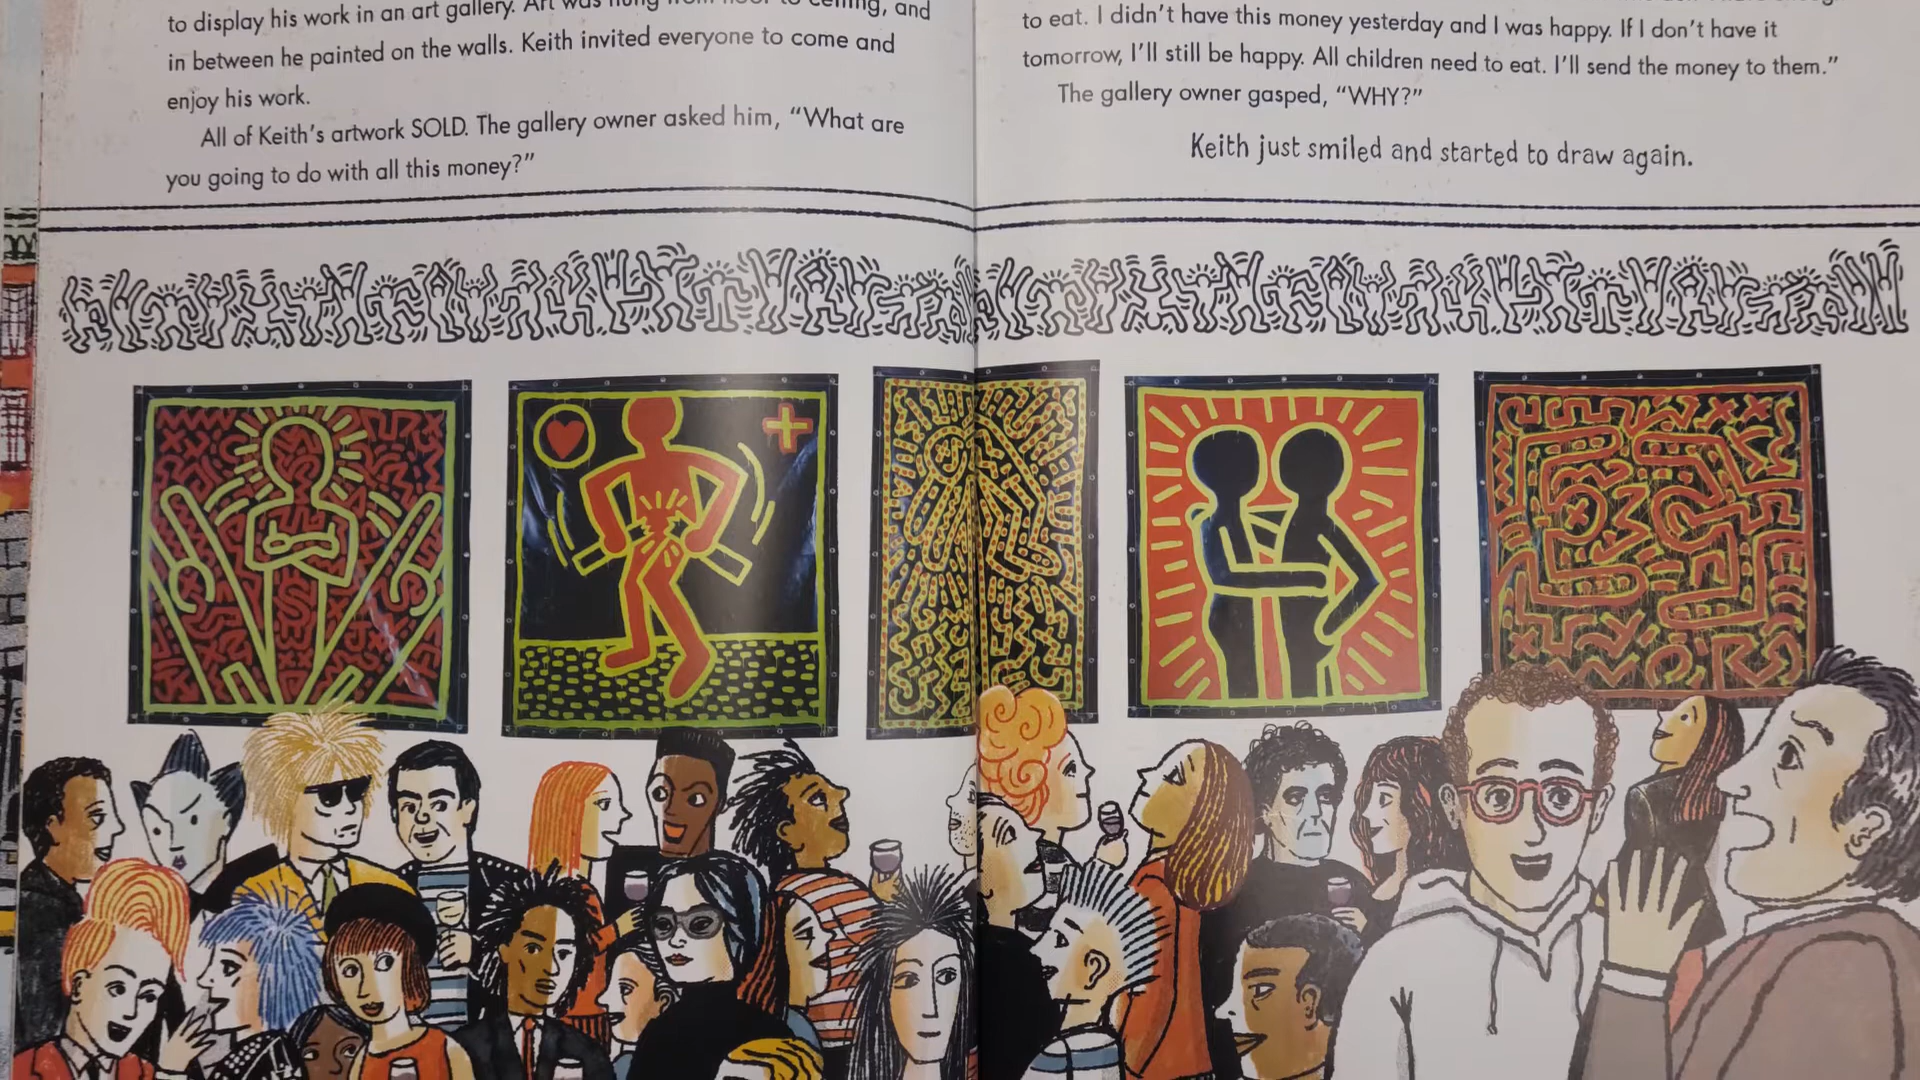 to display his work in an art gallery. Art was hung from floor to ceiling, and
in between he painted on the walls. Keith invited everyone to come and
enjoy his work.
All of Keith's artwork SOLD. The gallery owner asked him, “What are
you going to do with all this money?”
to eat. I didn't have this money yesterday and I was happy. If I don't have it
tomorrow, I'll still be happy. All children need to eat. I'll send the money to them.”
The gallery owner gasped, “WHY?”
Keith just smiled and started to draw again.